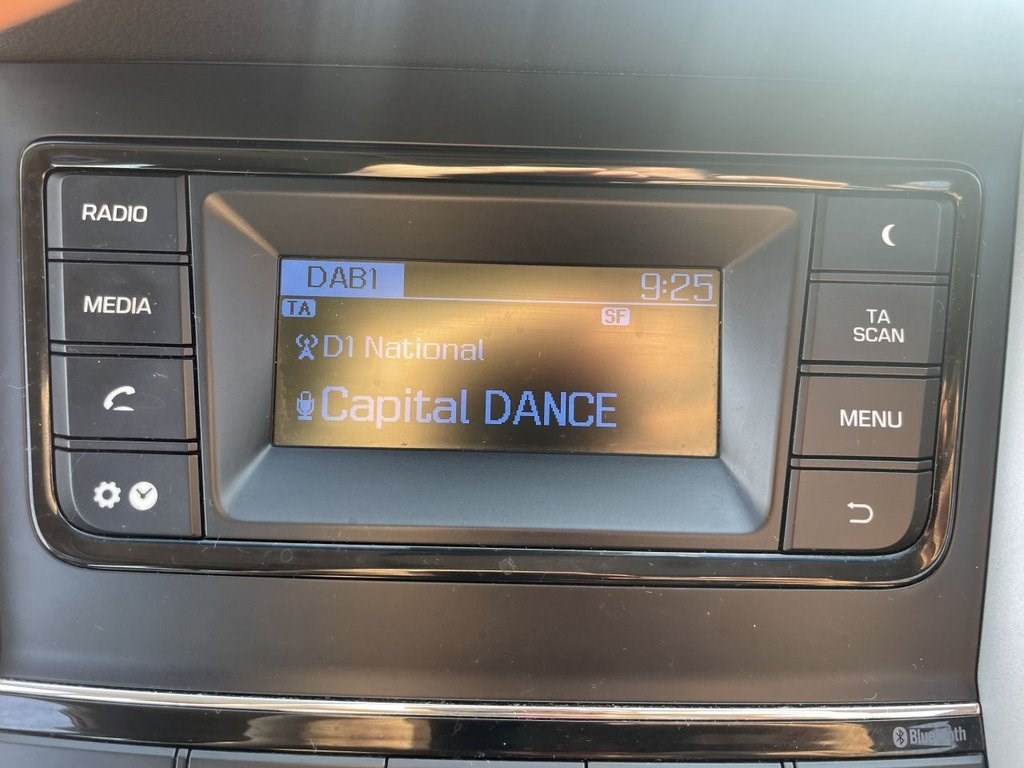 RADIO
MEDIA
DAB1 9:25
TA SF
D1 National
Capital DANCE
TA
SCAN
MENU
Bluetooth